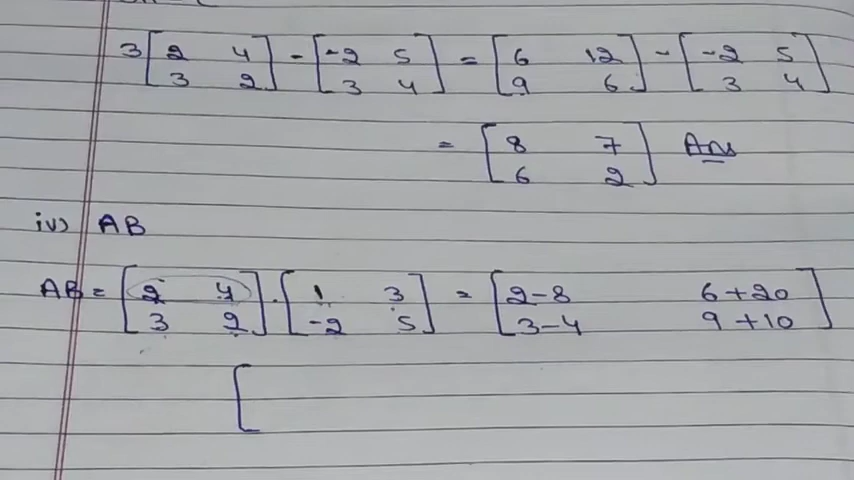 3 [ 2 4 ] - [ -2 5 ] = [ 6 12 ] - [ -2 5 ]
[ 3 2 ] [ 3 4 ] [ 9 6 ] [ 3 4 ]
= [ 8 7 ] Ans
[ 6 2 ]
iv) AB
AB = [ 2 4 ] . [ 1 3 ] = [ 2-8 6+20 ]
[ 3 2 ] [ -2 5 ] [ 3-4 9+10 ]
[